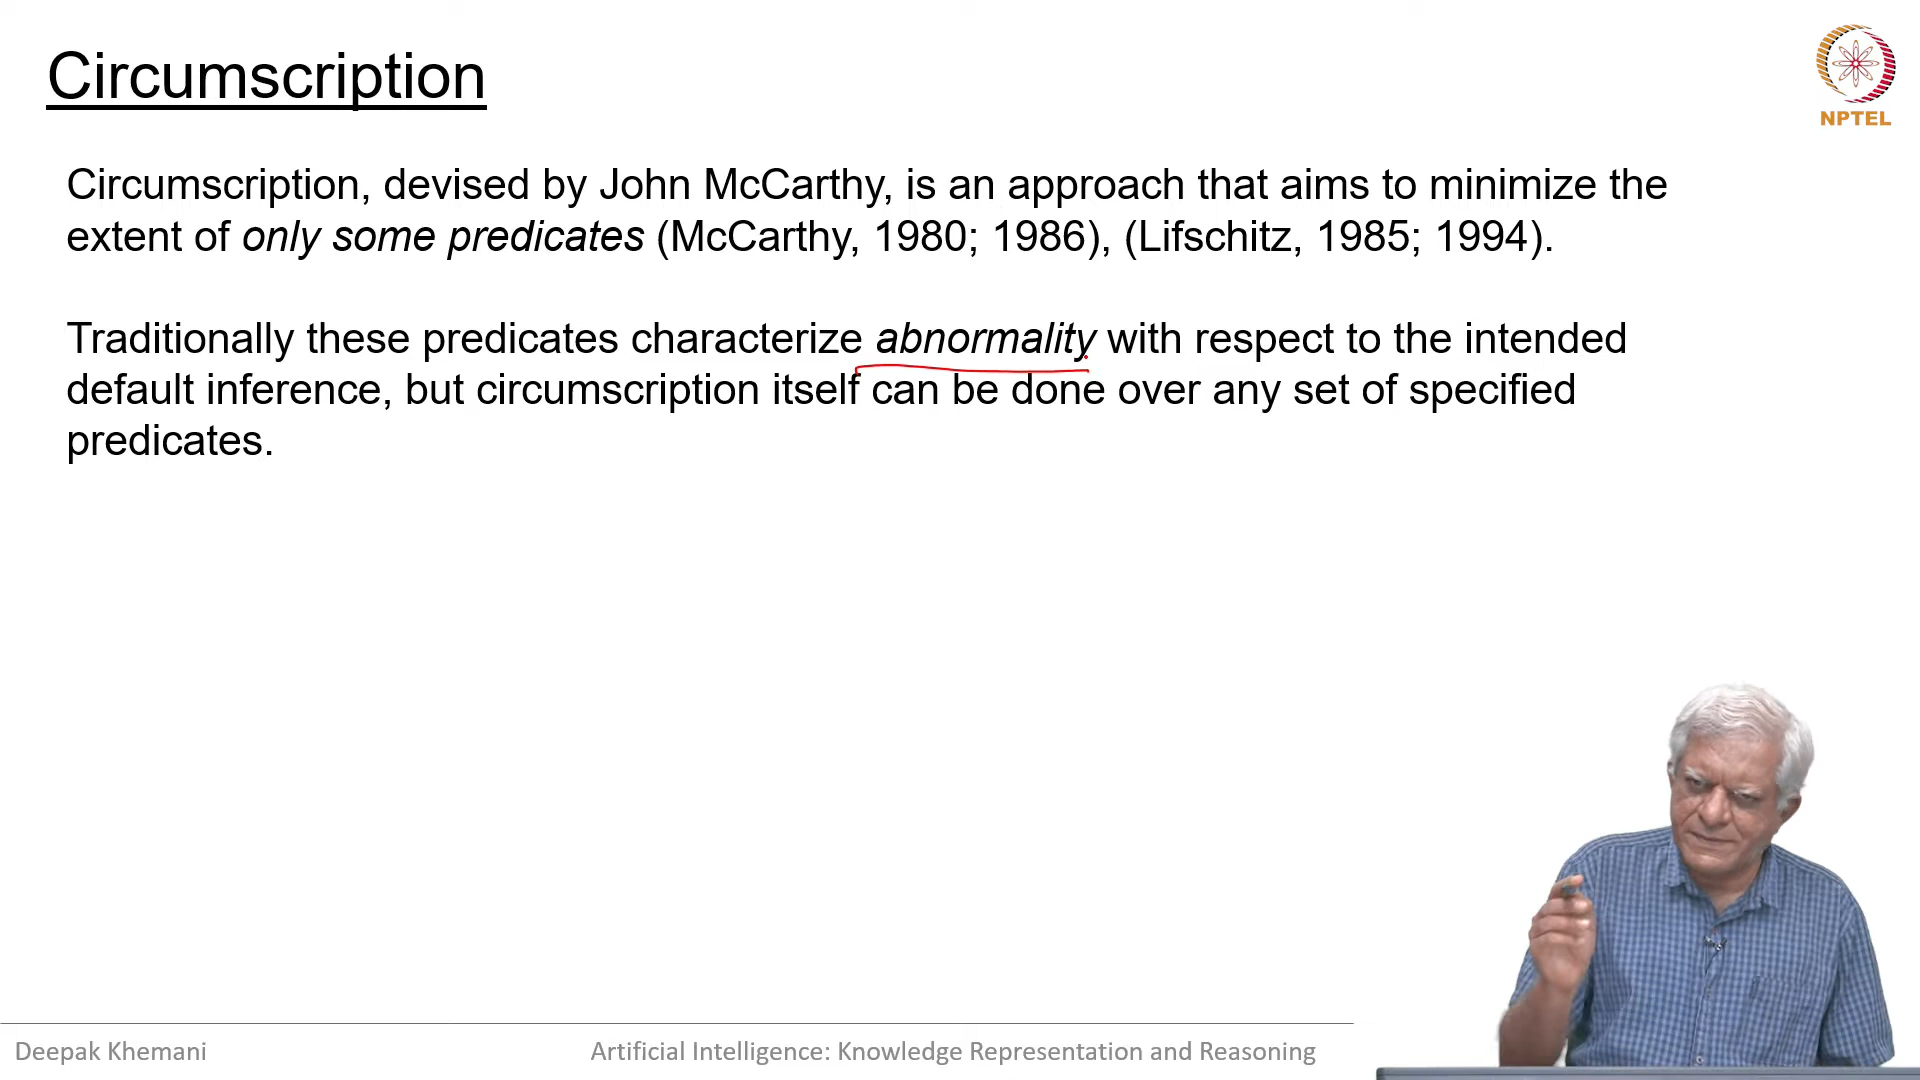 Circumscription
NPTEL
Circumscription, devised by John McCarthy, is an approach that aims to minimize the
extent of only some predicates (McCarthy, 1980; 1986), (Lifschitz, 1985; 1994).
Traditionally these predicates characterize abnormality with respect to the intended
default inference, but circumscription itself can be done over any set of specified
predicates.
Deepak Khemani
Artificial Intelligence: Knowledge Representation and Reasoning